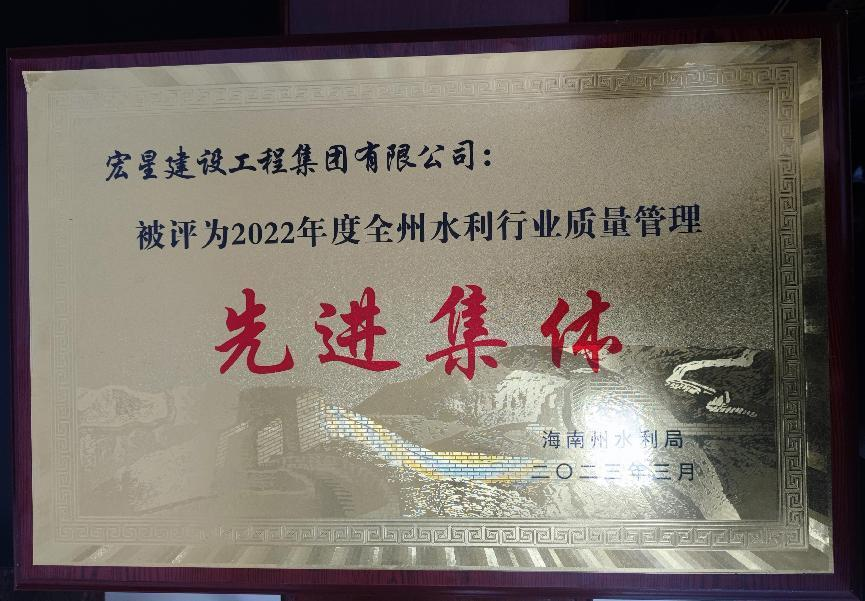 宏星建设工程集团有限公司：
被评为2022年度全州水利行业质量管理
先进集体
海南州水利局
二〇二三年三月